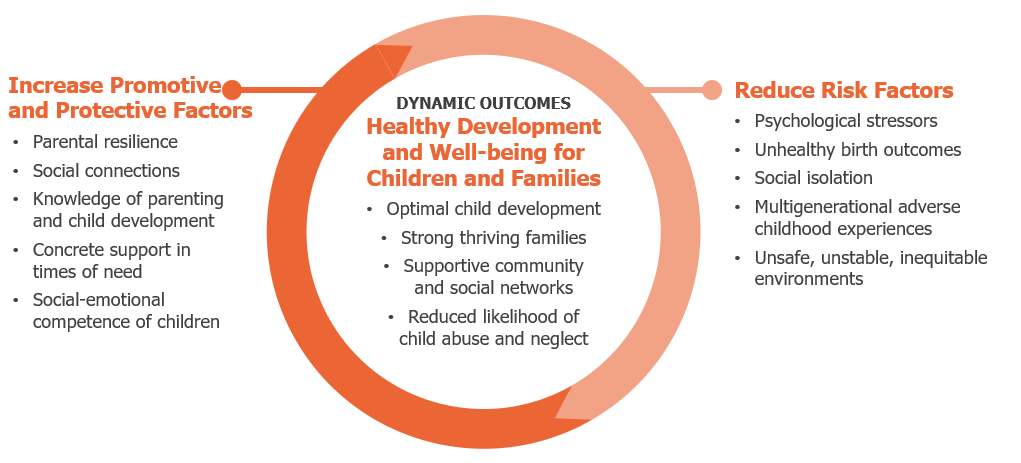 Increase Promotive
and Protective Factors
• Parental resilience
• Social connections
• Knowledge of parenting
and child development
• Concrete support in
times of need
• Social-emotional
competence of children
DYNAMIC OUTCOMES
Healthy Development
and Well-being for
Children and Families
• Optimal child development
• Strong thriving families
• Supportive community
and social networks
• Reduced likelihood of
child abuse and neglect
Reduce Risk Factors
• Psychological stressors
• Unhealthy birth outcomes
• Social isolation
• Multigenerational adverse
childhood experiences
• Unsafe, unstable, inequitable
environments